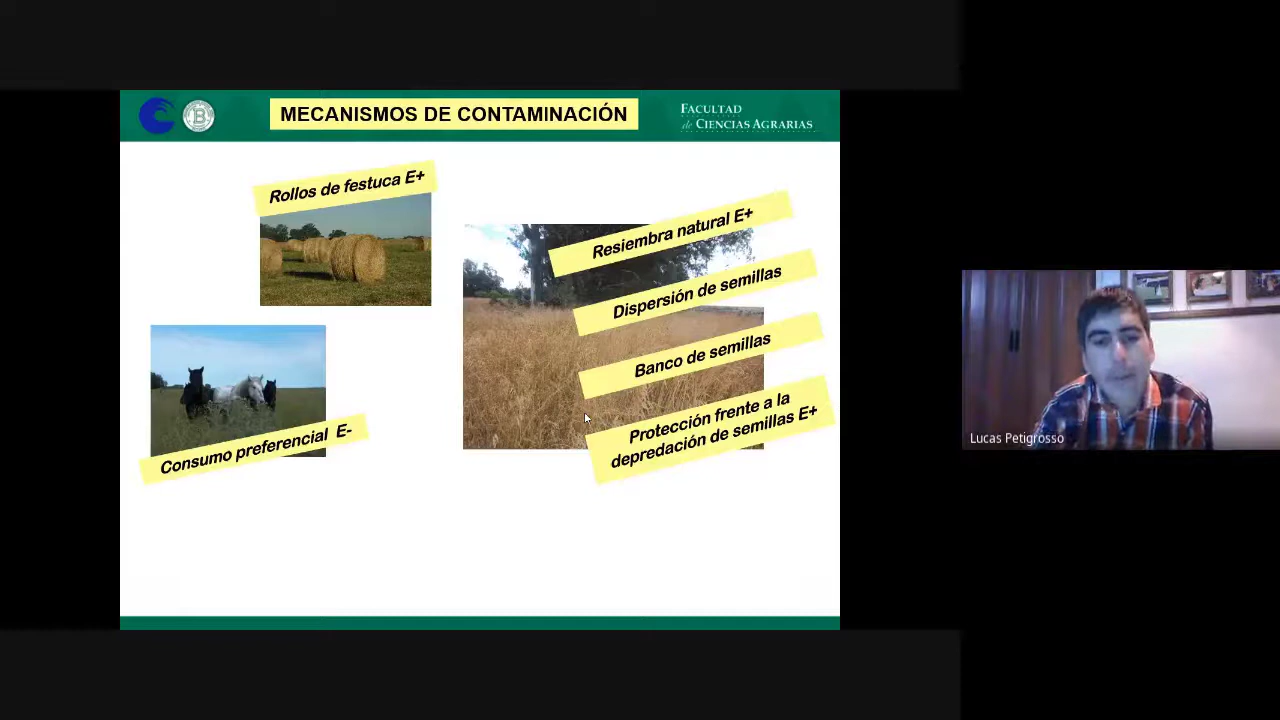 MECANISMOS DE CONTAMINACIÓN
FACULTAD
de CIENCIAS AGRARIAS
Rollos de festuca E+
Resiembra natural E+
Dispersión de semillas
Banco de semillas
Protección frente a la
depredación de semillas E+
Consumo preferencial E-
Lucas Petigrosso